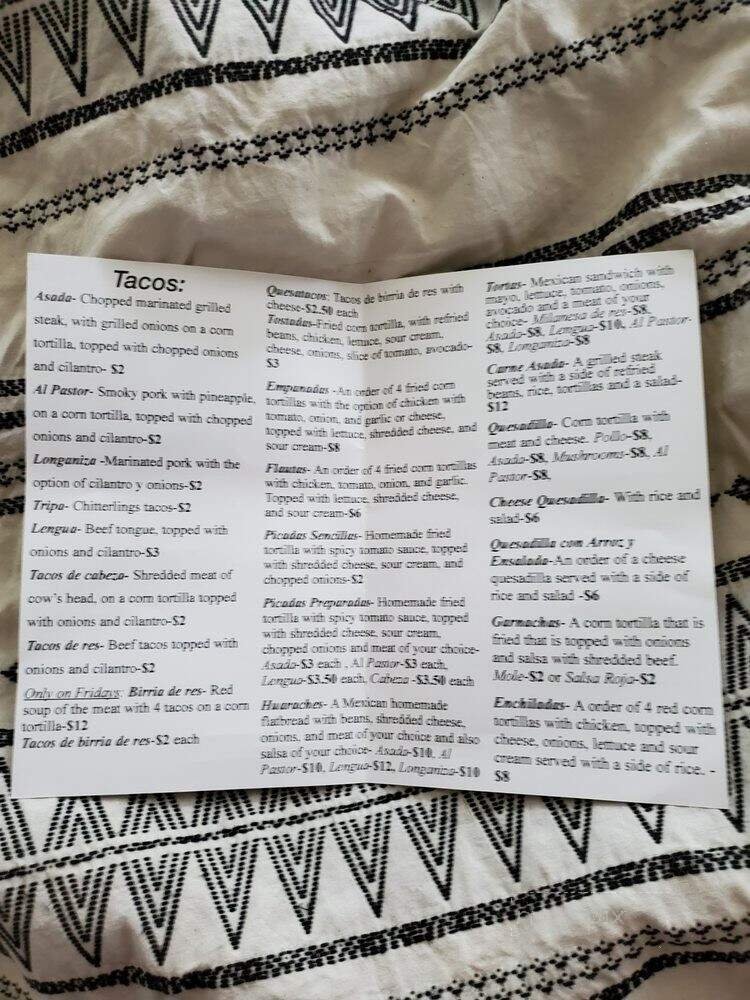 Tacos:
Asada- Chopped marinated grilled
steak, with grilled onions on a corn
tortilla, topped with chopped onions
and cilantro- $2
Al Pastor- Smoky pork with pineapple,
on a corn tortilla, topped with chopped
onions and cilantro-$2
Longaniza -Marinated pork with the
option of cilantro y onions-$2
Tripa- Chitterlings tacos-$2
Lengua- Beef tongue, topped with
onions and cilantro-$3
Tacos de cabeza- Shredded meat of
cow's head, on a corn tortilla topped
with onions and cilantro-$2
Tacos de res- Beef tacos topped with
onions and cilantro-$2
Only on Fridays: Birria de res- Red
soup of the meat with 4 tacos on a corn
tortilla-$12
Tacos de birria de res-$2 each
Quesatacos: Tacos de birria de res with
cheese-$2.50 each
Tostadas-Fried corn tortilla, with refried
beans, chicken, lettuce, sour cream,
cheese, onions, slice of tomato, avocado-
$3
Empanadas -An order of 4 fried corn
tortillas with the option of chicken with
tomato, onion, and garlic or cheese,
topped with lettuce, shredded cheese, and
sour cream-$8
Flautas- An order of 4 fried corn tortillas
with chicken, tomato, onion, and garlic.
Topped with lettuce, shredded cheese,
and sour cream-$6
Picadas Sencillas- Homemade fried
tortilla with spicy tomato sauce, topped
with shredded cheese, sour cream, and
chopped onions-$2
Picadas Preparadas- Homemade fried
tortilla with spicy tomato sauce, topped
with shredded cheese, sour cream,
chopped onions and meat of your choice-
Asada-$3 each , Al Pastor-$3 each,
Lengua-$3.50 each, Cabeza -$3.50 each
Huaraches- A Mexican homemade
flatbread with beans, shredded cheese,
onions, and meat of your choice and also
salsa of your choice- Asada-$10, Al
Pastor-$10, Lengua-$12, Longaniza-$10
Tortas- Mexican sandwich with
mayo, lettuce, tomato, onions,
avocado and a meat of your
choice- Milanesa de res-$8,
Asada-$8, Lengua-$10, Al Pastor-
$8, Longaniza-$8
Carne Asada- A grilled steak
served with a side of refried
beans, rice, tortillas and a salad-
$12
Quesadilla- Corn tortilla with
meat and cheese. Pollo-$8,
Asada-$8, Mushrooms-$8, Al
Pastor-$8,
Cheese Quesadilla- With rice and
salad-$6
Quesadilla con Arroz y
Ensalada-An order of a cheese
quesadilla served with a side of
rice and salad -$6
Garnachas- A corn tortilla that is
fried that is topped with onions
and salsa with shredded beef.
Mole-$2 or Salsa Roja-$2
Enchiladas- A order of 4 red corn
tortillas with chicken, topped with
cheese, onions, lettuce and sour
cream served with a side of rice. -
$8